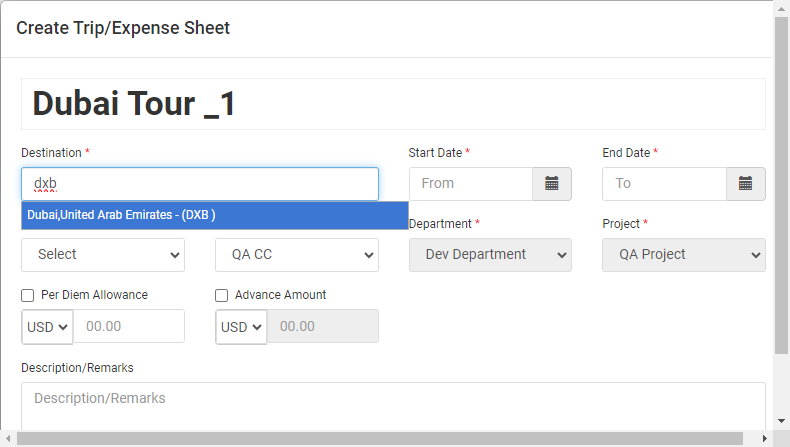 Create Trip/Expense Sheet
Dubai Tour _1
Destination * Start Date * End Date *
dxb From To
Dubai,United Arab Emirates - (DXB )
Department * Project *
Select QA CC Dev Department QA Project
Per Diem Allowance Advance Amount
USD 00.00 USD 00.00
Description/Remarks
Description/Remarks